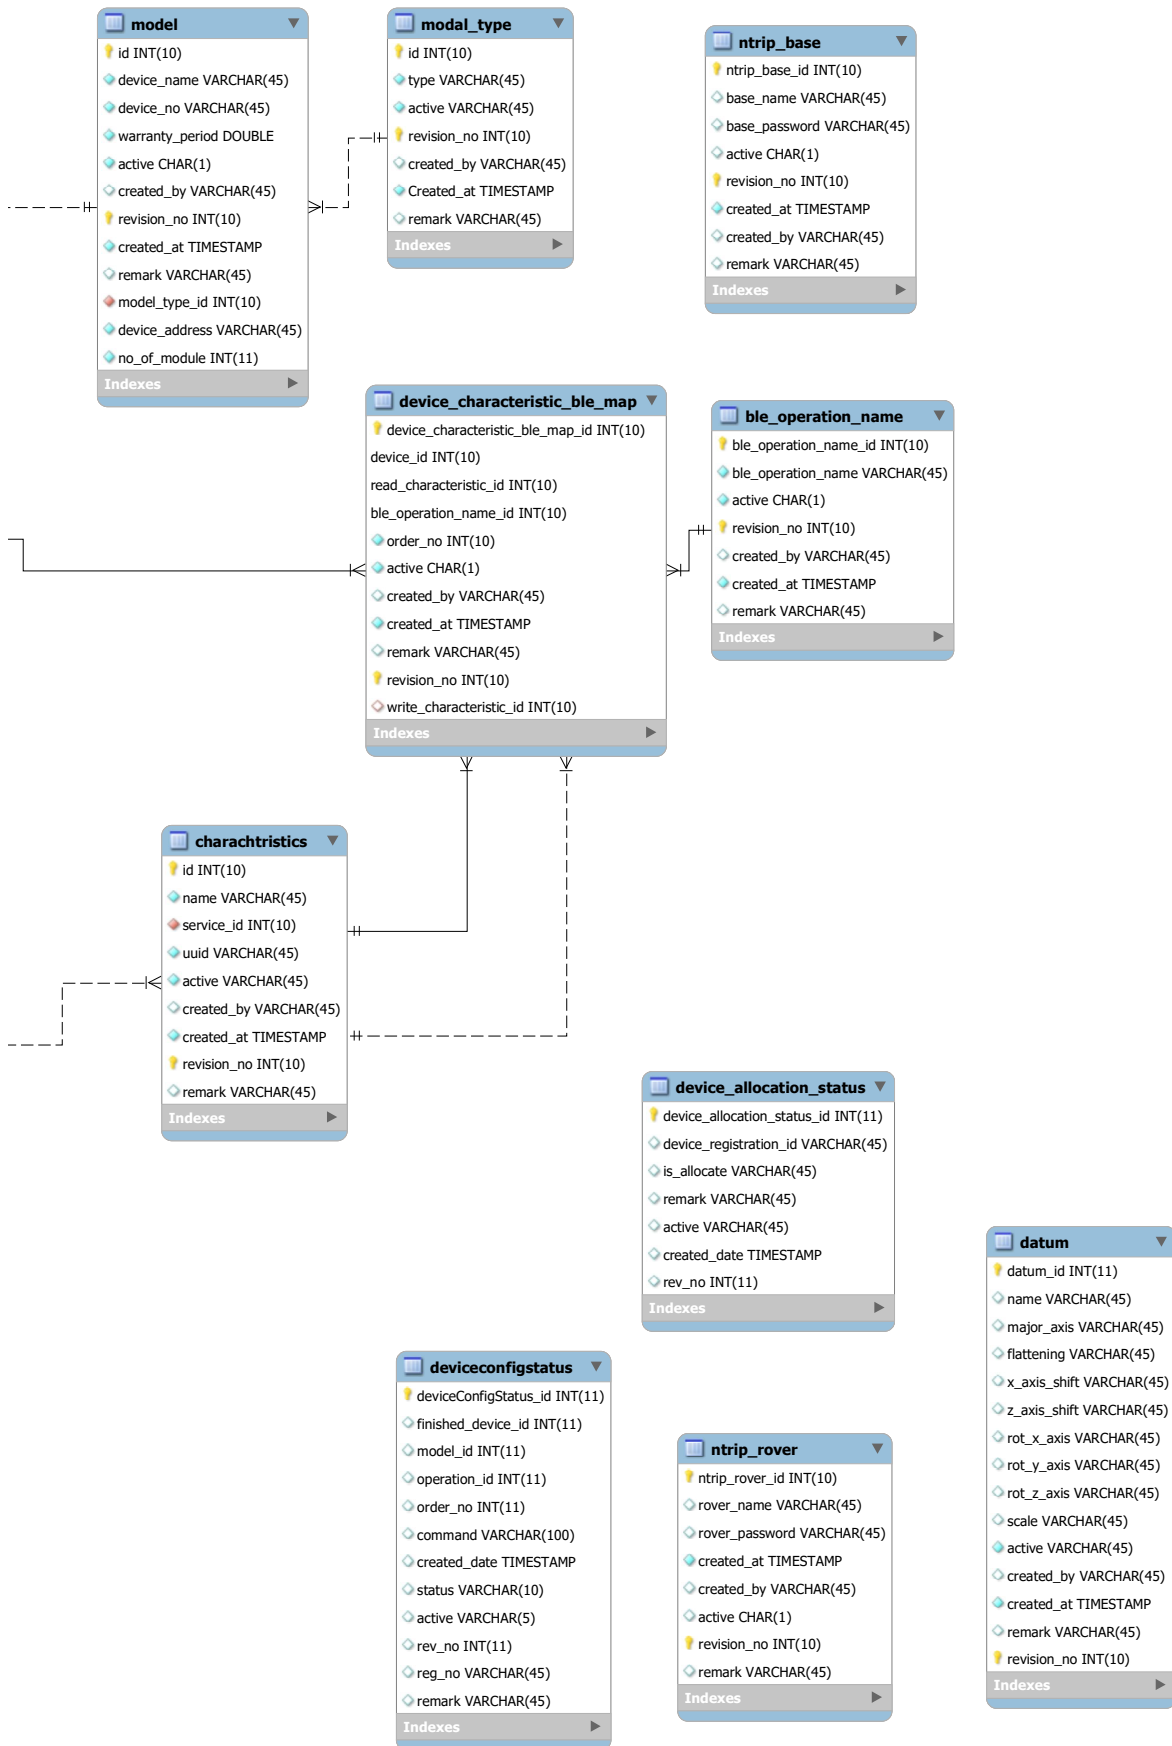 model
id INT(10)
device_name VARCHAR(45)
device_no VARCHAR(45)
warranty_period DOUBLE
active CHAR(1)
created_by VARCHAR(45)
revision_no INT(10)
created_at TIMESTAMP
remark VARCHAR(45)
model_type_id INT(10)
device_address VARCHAR(45)
no_of_module INT(11)
Indexes
modal_type
id INT(10)
type VARCHAR(45)
active VARCHAR(45)
revision_no INT(10)
created_by VARCHAR(45)
Created_at TIMESTAMP
remark VARCHAR(45)
Indexes
ntrip_base
ntrip_base_id INT(10)
base_name VARCHAR(45)
base_password VARCHAR(45)
active CHAR(1)
revision_no INT(10)
created_at TIMESTAMP
created_by VARCHAR(45)
remark VARCHAR(45)
Indexes
device_characteristic_ble_map
device_characteristic_ble_map_id INT(10)
device_id INT(10)
read_characteristic_id INT(10)
ble_operation_name_id INT(10)
order_no INT(10)
active CHAR(1)
created_by VARCHAR(45)
created_at TIMESTAMP
remark VARCHAR(45)
revision_no INT(10)
write_characteristic_id INT(10)
Indexes
ble_operation_name
ble_operation_name_id INT(10)
ble_operation_name VARCHAR(45)
active CHAR(1)
revision_no INT(10)
created_by VARCHAR(45)
created_at TIMESTAMP
remark VARCHAR(45)
Indexes
charachtristics
id INT(10)
name VARCHAR(45)
service_id INT(10)
uuid VARCHAR(45)
active VARCHAR(45)
created_by VARCHAR(45)
created_at TIMESTAMP
revision_no INT(10)
remark VARCHAR(45)
Indexes
device_allocation_status
device_allocation_status_id INT(11)
device_registration_id VARCHAR(45)
is_allocate VARCHAR(45)
remark VARCHAR(45)
active VARCHAR(45)
created_date TIMESTAMP
rev_no INT(11)
Indexes
datum
datum_id INT(11)
name VARCHAR(45)
major_axis VARCHAR(45)
flattening VARCHAR(45)
x_axis_shift VARCHAR(45)
z_axis_shift VARCHAR(45)
rot_x_axis VARCHAR(45)
rot_y_axis VARCHAR(45)
rot_z_axis VARCHAR(45)
scale VARCHAR(45)
active VARCHAR(45)
created_by VARCHAR(45)
created_at TIMESTAMP
remark VARCHAR(45)
revision_no INT(10)
Indexes
deviceconfigstatus
deviceConfigStatus_id INT(11)
finished_device_id INT(11)
model_id INT(11)
operation_id INT(11)
order_no INT(11)
command VARCHAR(100)
created_date TIMESTAMP
status VARCHAR(10)
active VARCHAR(5)
rev_no INT(11)
reg_no VARCHAR(45)
remark VARCHAR(45)
Indexes
ntrip_rover
ntrip_rover_id INT(10)
rover_name VARCHAR(45)
rover_password VARCHAR(45)
created_at TIMESTAMP
created_by VARCHAR(45)
active CHAR(1)
revision_no INT(10)
remark VARCHAR(45)
Indexes